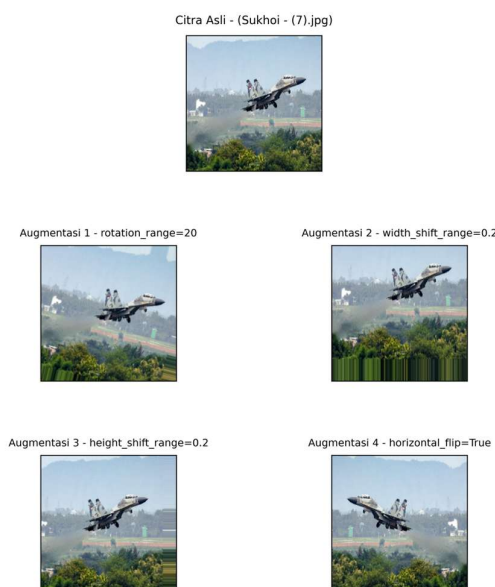 Citra Asli - (Sukhoi - (7).jpg)
Augmentasi 1 - rotation_range=20
Augmentasi 2 - width_shift_range=0.2
Augmentasi 3 - height_shift_range=0.2
Augmentasi 4 - horizontal_flip=True